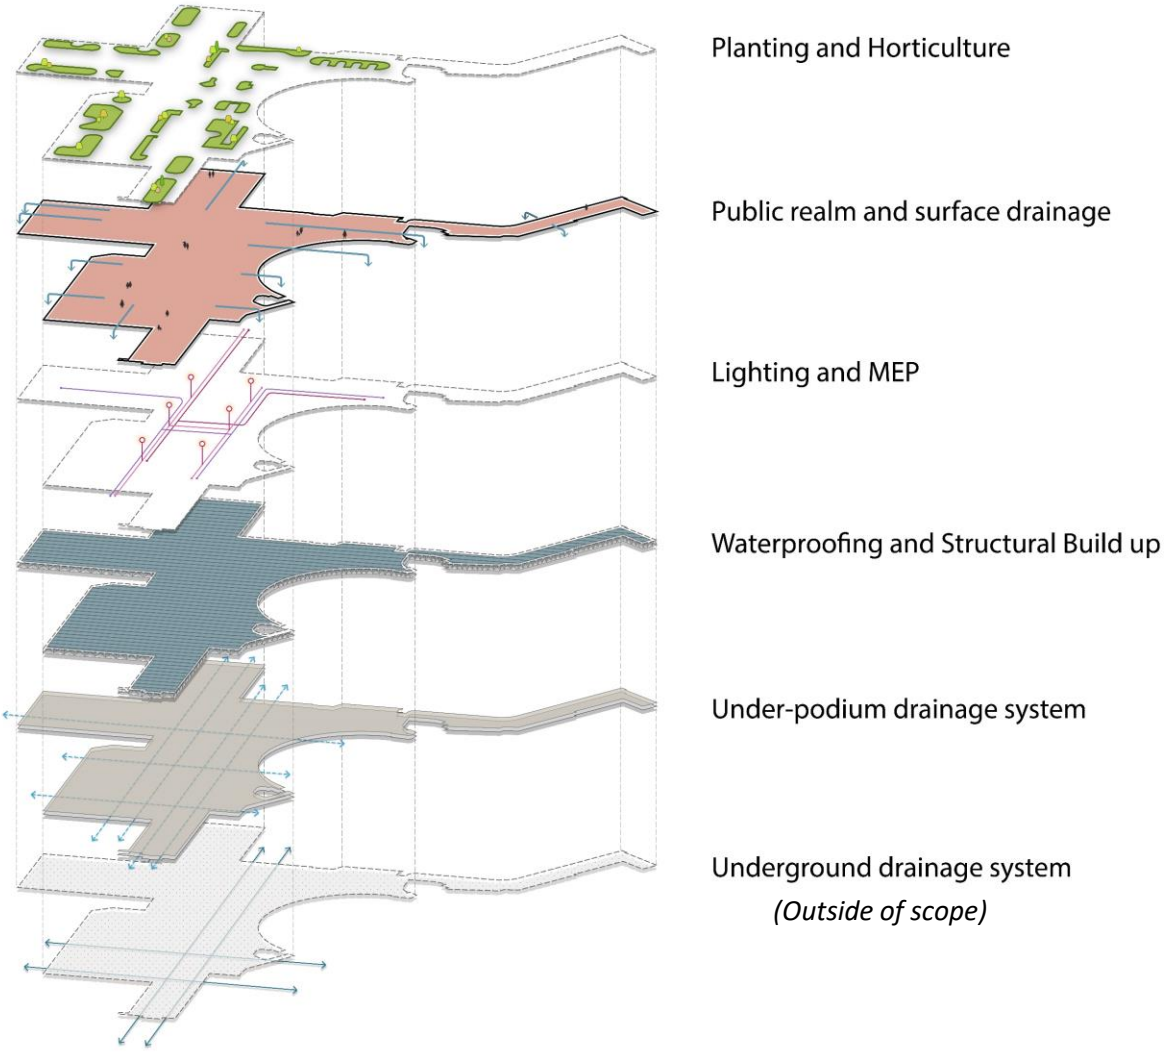 Planting and Horticulture
Public realm and surface drainage
Lighting and MEP
Waterproofing and Structural Build up
Under-podium drainage system
Underground drainage system
(Outside of scope)